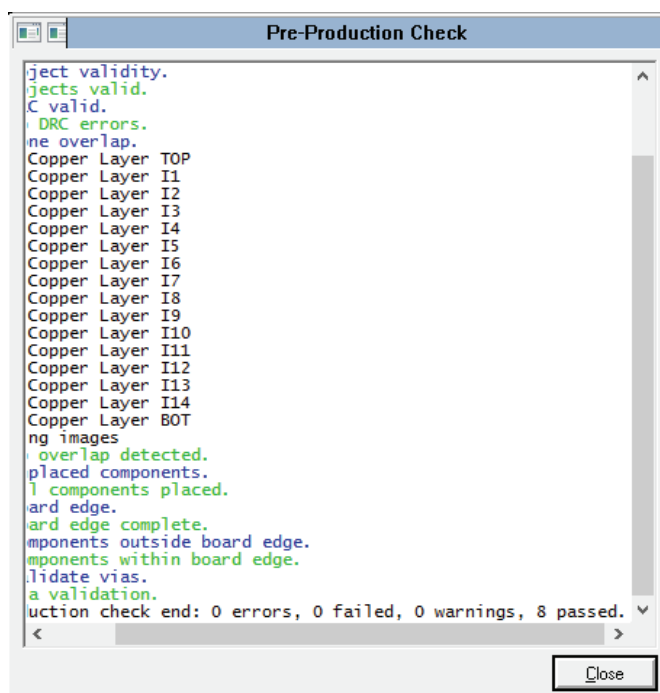 Pre-Production Check
ject validity.
jects valid.
C valid.
DRC errors.
ne overlap.
Copper Layer TOP
Copper Layer I1
Copper Layer I2
Copper Layer I3
Copper Layer I4
Copper Layer I5
Copper Layer I6
Copper Layer I7
Copper Layer I8
Copper Layer I9
Copper Layer I10
Copper Layer I11
Copper Layer I12
Copper Layer I13
Copper Layer I14
Copper Layer BOT
ng images
overlap detected.
placed components.
l components placed.
ard edge.
ard edge complete.
mponents outside board edge.
mponents within board edge.
lidate vias.
a validation.
uction check end: 0 errors, 0 failed, 0 warnings, 8 passed.
Close